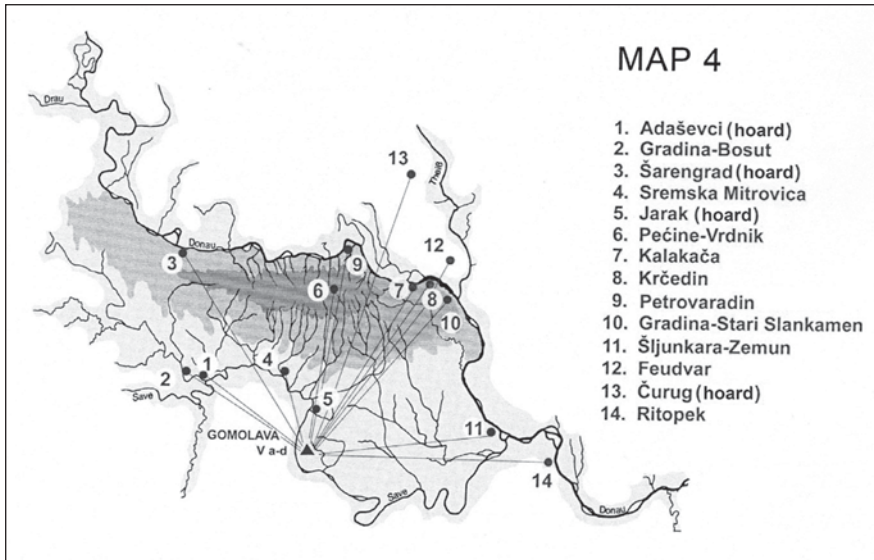 MAP 4
1. Adaševci (hoard)
2. Gradina-Bosut
3. Šarengrad (hoard)
4. Sremska Mitrovica
5. Jarak (hoard)
6. Pećine-Vrdnik
7. Kalakača
8. Krčedin
9. Petrovaradin
10. Gradina-Stari Slankamen
11. Šljunkara-Zemun
12. Feudvar
13. Čurug (hoard)
14. Ritopek
Drau
13
Theiß
Donau
12
3
9
6
7
8
10
2
1
4
Save
5
GOMOLAVA
V a-d
11
14
Save
Donau